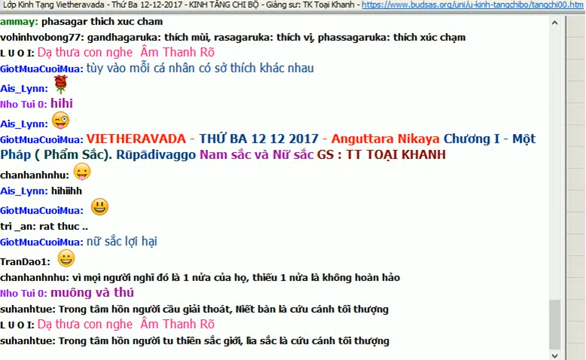 Lớp Kinh Tạng Vietheravada - Thứ Ba 12-12-2017 - KINH TĂNG CHI BỘ - Giảng sư: TK Toại Khanh - https://www.budsas.org/uni/u-kinh-tangchibo/tangchi00.htm
ammay: phasagar thich xuc cham
vohinhvobong77: gandhagaruka: thích mùi, rasagaruka: thích vị, phassagaruka: thích xúc chạm
L U O I: Dạ thưa con nghe Âm Thanh Rõ
GiotMuaCuoiMua: tùy vào mỗi cá nhân có sở thích khác nhau
Ais_Lynn:
Nho Tui 0: hihi
Ais_Lynn:
GiotMuaCuoiMua: VIETHERAVADA - THỨ BA 12 12 2017 - Anguttara Nikaya Chương I - Một
Pháp ( Phẩm Sắc). Rūpādivaggo Nam sắc và Nữ sắc GS : TT TOẠI KHANH
chanhanhnhu:
Ais_Lynn: hihiihh
GiotMuaCuoiMua:
tri _an: rat thuc ..
GiotMuaCuoiMua: nữ sắc lợi hại
TranDao1:
chanhanhnhu: vì mọi người nghĩ đó là 1 nửa của họ, thiếu 1 nửa là không hoàn hảo
Nho Tui 0: muông và thú
suhanhtue: Trong tâm hồn người cầu giải thoát, Niết bàn là cứu cánh tối thượng
L U O I: Dạ thưa con nghe Âm Thanh Rõ
suhanhtue: Trong tâm hồn người tu thiền sắc giới, lìa sắc là cứu cánh tối thượng